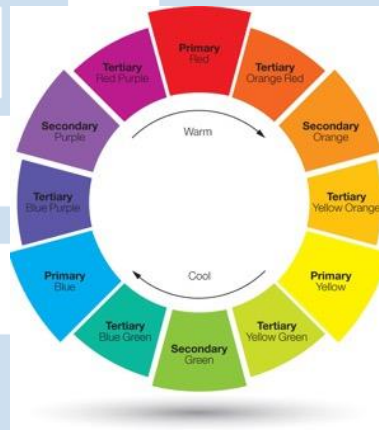 Primary
Red
Tertiary
Orange Red
Secondary
Orange
Tertiary
Yellow Orange
Primary
Yellow
Tertiary
Yellow Green
Secondary
Green
Tertiary
Blue Green
Primary
Blue
Tertiary
Blue Purple
Secondary
Purple
Tertiary
Red Purple
Warm
Cool